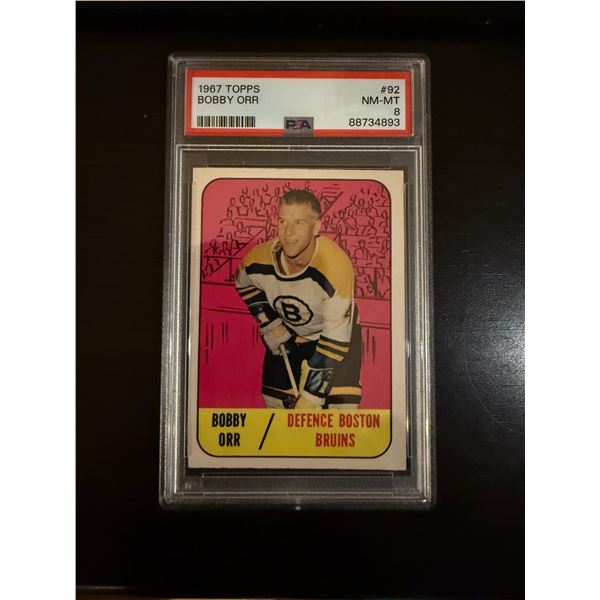 1967 TOPPS #92
BOBBY ORR NM-MT
8
PSA 88734893
B
BOBBY / DEFENCE BOSTON
ORR BRUINS